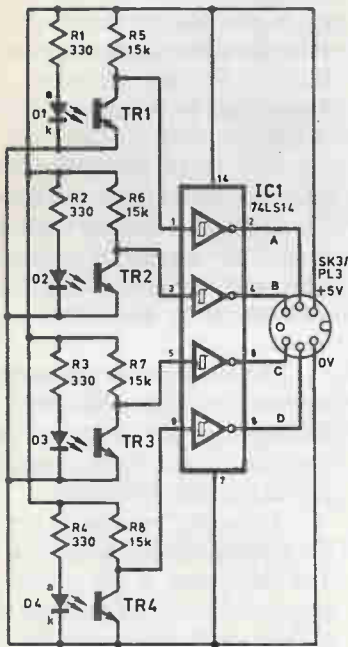 R1
330
R5
15k
a
D1
k
TR1
R2
330
R6
15k
D2
TR2
R3
330
R7
15k
D3
TR3
R4
330
R8
15k
a
D4
k
TR4
14
IC1
74LS14
1
2
A
3
4
B
5
6
C
9
8
D
7
SK3/
PL3
+5V
0V